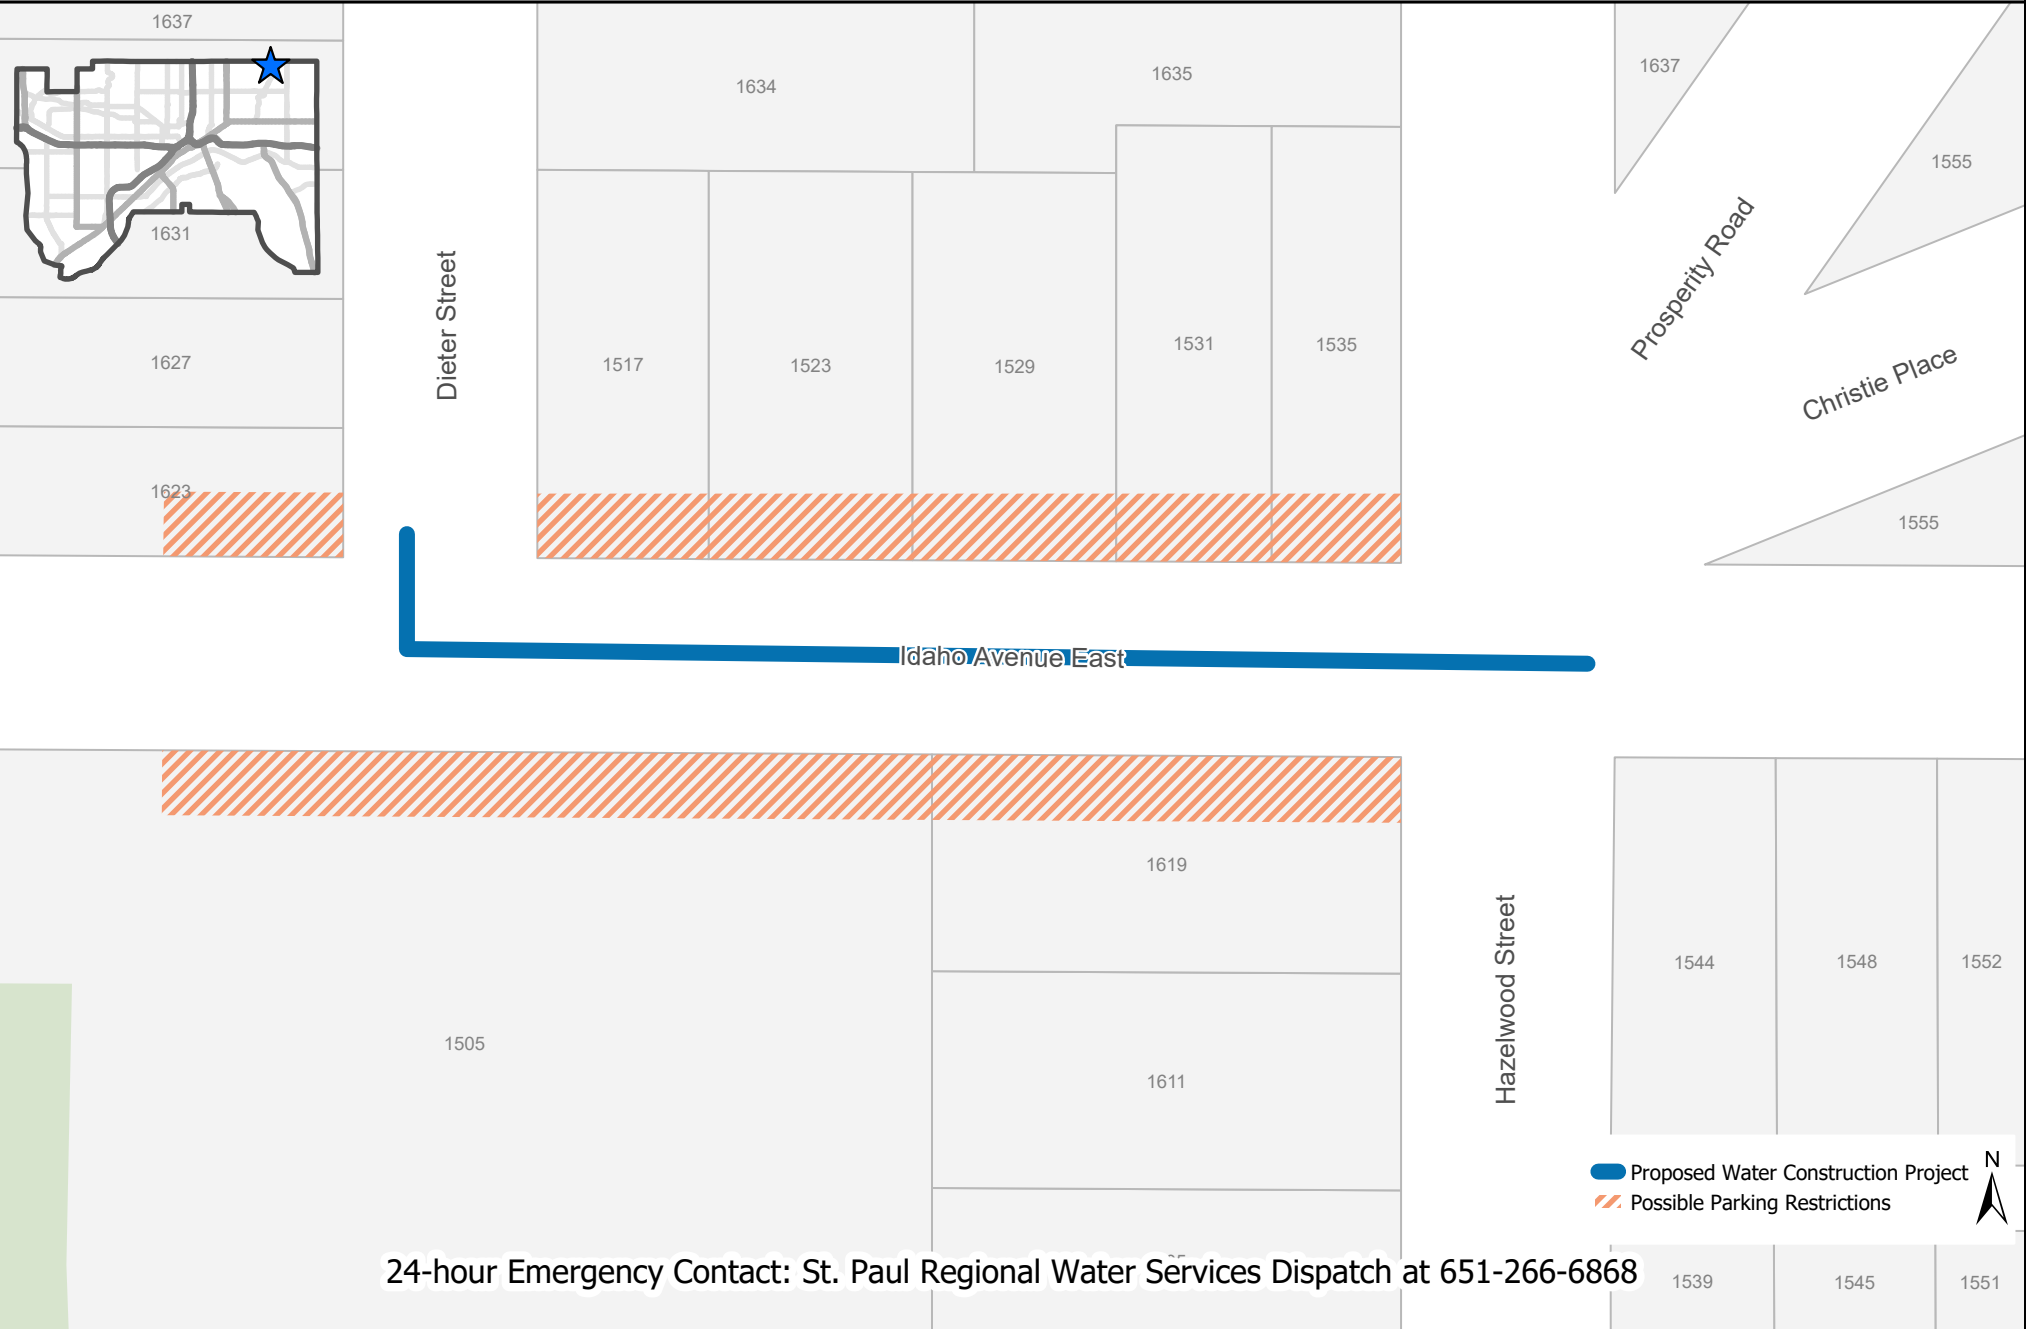 1637
1634
1635
1637
1555
1631
Prosperity Road
Dieter Street
1627
1517
1523
1529
1531
1535
Christie Place
1623
1555
Idaho Avenue East
1619
Hazelwood Street
1544
1548
1552
1505
1611
Proposed Water Construction Project
N
Possible Parking Restrictions
24-hour Emergency Contact: St. Paul Regional Water Services Dispatch at 651-266-6868
1539
1545
1551